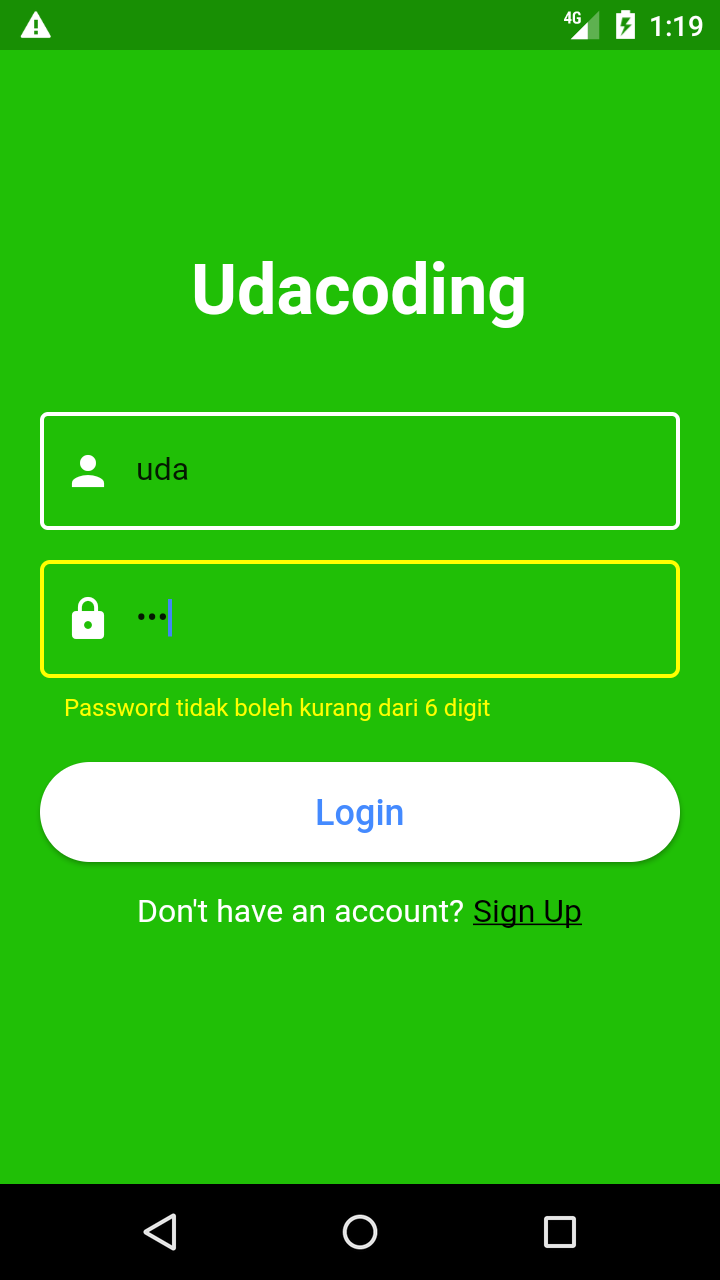 4G 1:19
Udacoding
uda
•••
Password tidak boleh kurang dari 6 digit
Login
Don't have an account? Sign Up